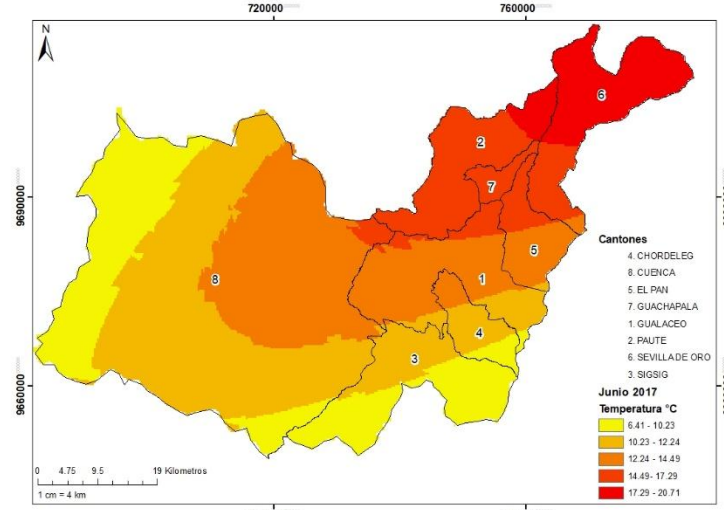 720000
760000
N
6
2
7
9690000
5
8
1
4
3
9660000
Cantones
4. CHORDELEG
8. CUENCA
5. EL PAN
7. GUACHAPALA
1. GUALACEO
2. PAUTE
6. SEVILLA DE ORO
3. SIGSIG
Junio 2017
Temperatura °C
6.41 - 10.23
10.23 - 12.24
12.24 - 14.49
14.49 - 17.29
17.29 - 20.71
0 4.75 9.5 19 Kilometros
1 cm = 4 km